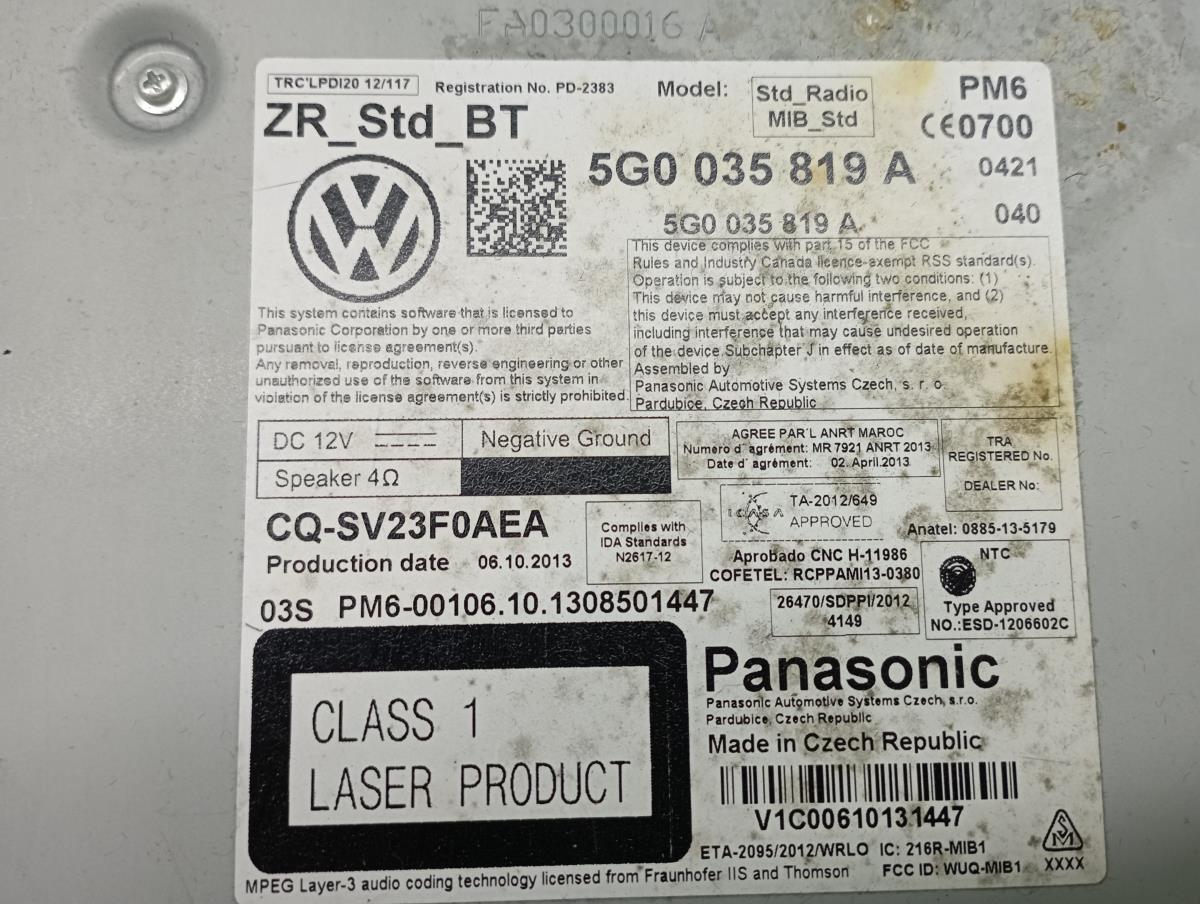 FA0300016 A
TRC'LPDI20 12/117
Registration No. PD-2383
Model:
Std_Radio
MIB_Std
PM6
CE0700
ZR_Std_BT
5G0 035 819 A
0421
5G0 035 819 A
040
This device complies with part 15 of the FCC
Rules and Industry Canada licence-exempt RSS standard(s).
Operation is subject to the following two conditions: (1)
This device may not cause harmful interference, and (2)
this device must accept any interference received,
including interference that may cause undesired operation
of the device Subchapter J in effect as of date of manufacture.
Assembled by
Panasonic Automotive Systems Czech, s. r. o.
Pardubice, Czech Republic
This system contains software that is licensed to
Panasonic Corporation by one or more third parties
pursuant to license agreement(s).
Any removal, reproduction, reverse engineering or other
unauthorized use of the software from this system in
violation of the license agreement(s) is strictly prohibited.
DC 12V
Negative Ground
Speaker 4Ω
AGREE PAR'L ANRT MAROC
Numero d´agrément: MR 7921 ANRT 2013
Date d´agrément: 02. April.2013
TRA
REGISTERED No.
DEALER No:
CQ-SV23F0AEA
Production date 06.10.2013
Complies with
IDA Standards
N2617-12
ICASA
TA-2012/649
APPROVED
Anatel: 0885-13-5179
Aprobado CNC H-11986
COFETEL: RCPPAMI13-0380
NTC
Type Approved
NO.:ESD-1206602C
03S PM6-00106.10.1308501447
26470/SDPPI/2012
4149
CLASS 1
LASER PRODUCT
Panasonic
Panasonic Automotive Systems Czech, s.r.o.
Pardubice, Czech Republic
Made in Czech Republic
V1C00610131447
ETA-2095/2012/WRLO IC: 216R-MIB1
FCC ID: WUQ-MIB1
XXXX
MPEG Layer-3 audio coding technology licensed from Fraunhofer IIS and Thomson